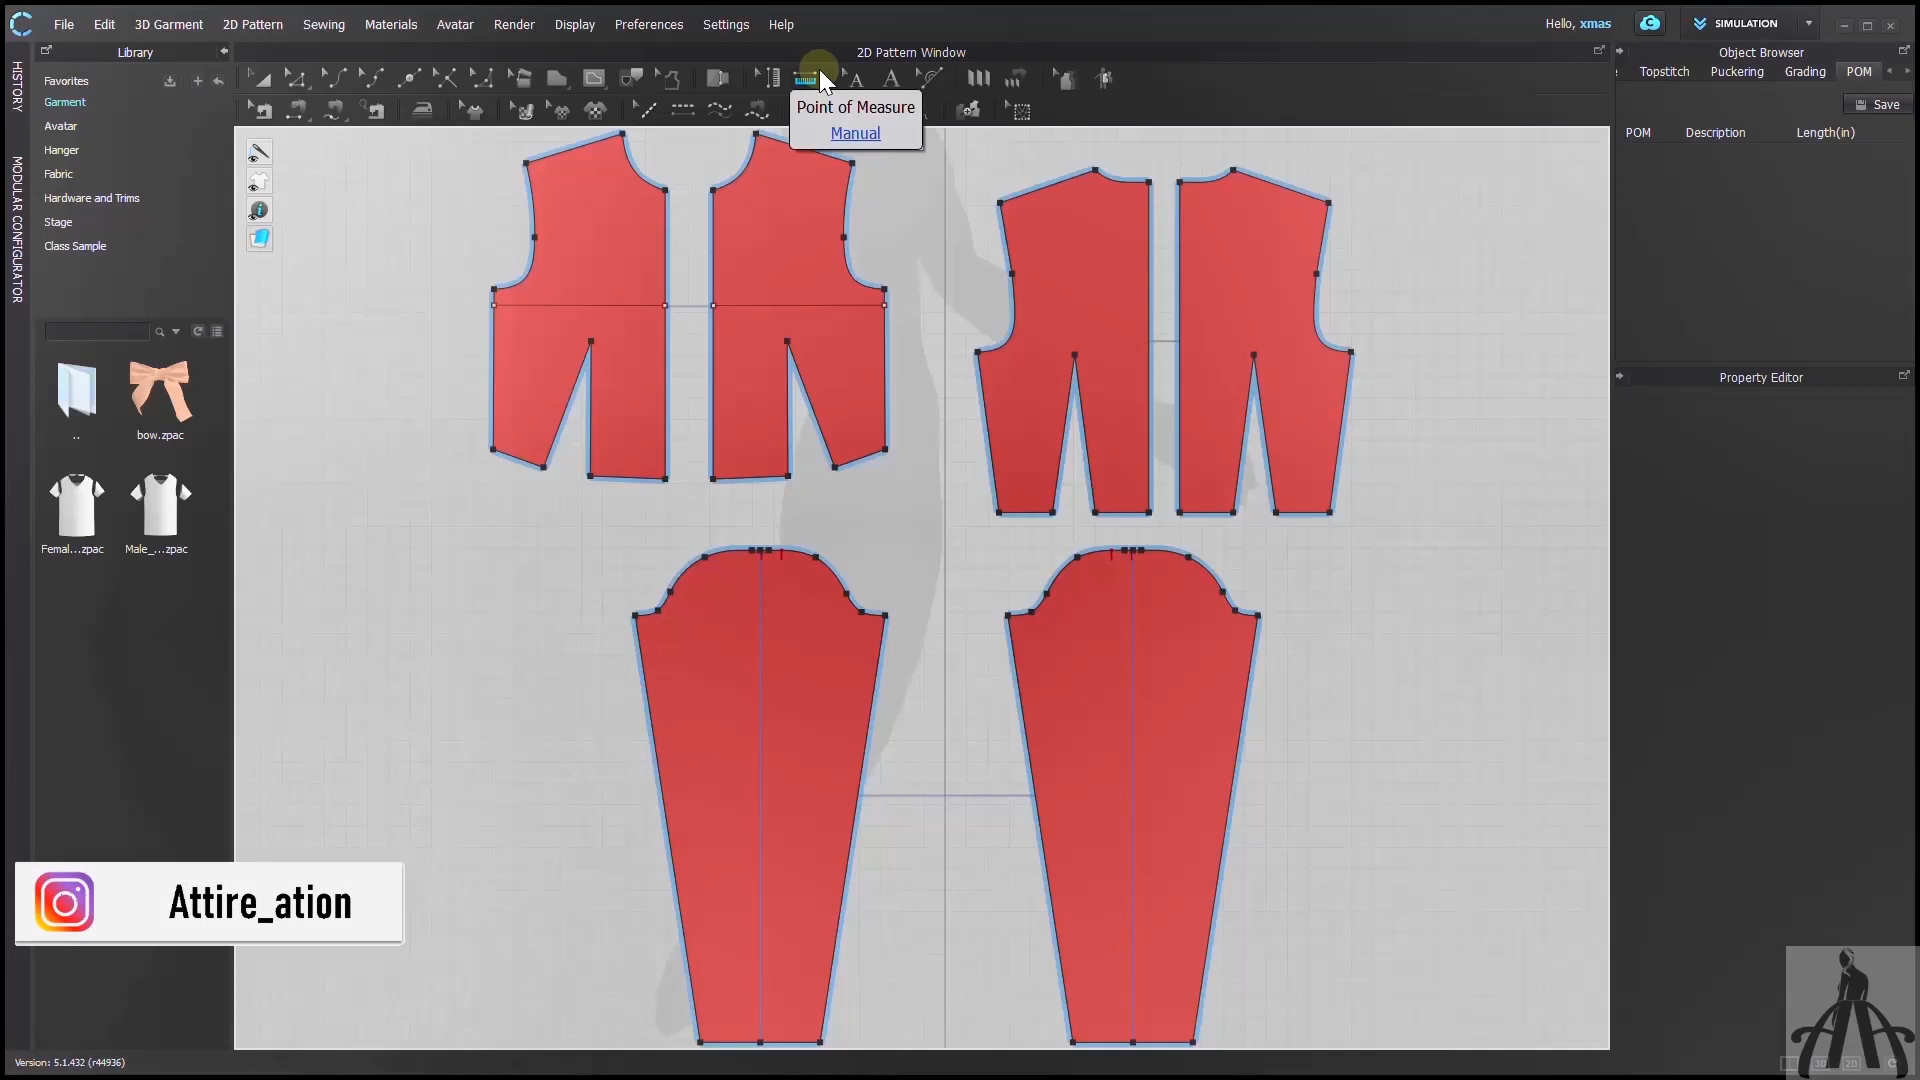 File Edit 3D Garment 2D Pattern Sewing Materials Avatar Render Display Preferences Settings Help
Hello, xmas
SIMULATION
Library
2D Pattern Window
Object Browser
HISTORY
MODULAR CONFIGURATOR
Favorites
Garment
Avatar
Hanger
Fabric
Hardware and Trims
Stage
Class Sample
..
bow.zpac
Femal...zpac
Male_...zpac
Point of Measure
Manual
Topstitch Puckering Grading POM
Save
POM Description Length(in)
Property Editor
Attire_ation
Version: 5.1.432 (r44936)
3D 2D